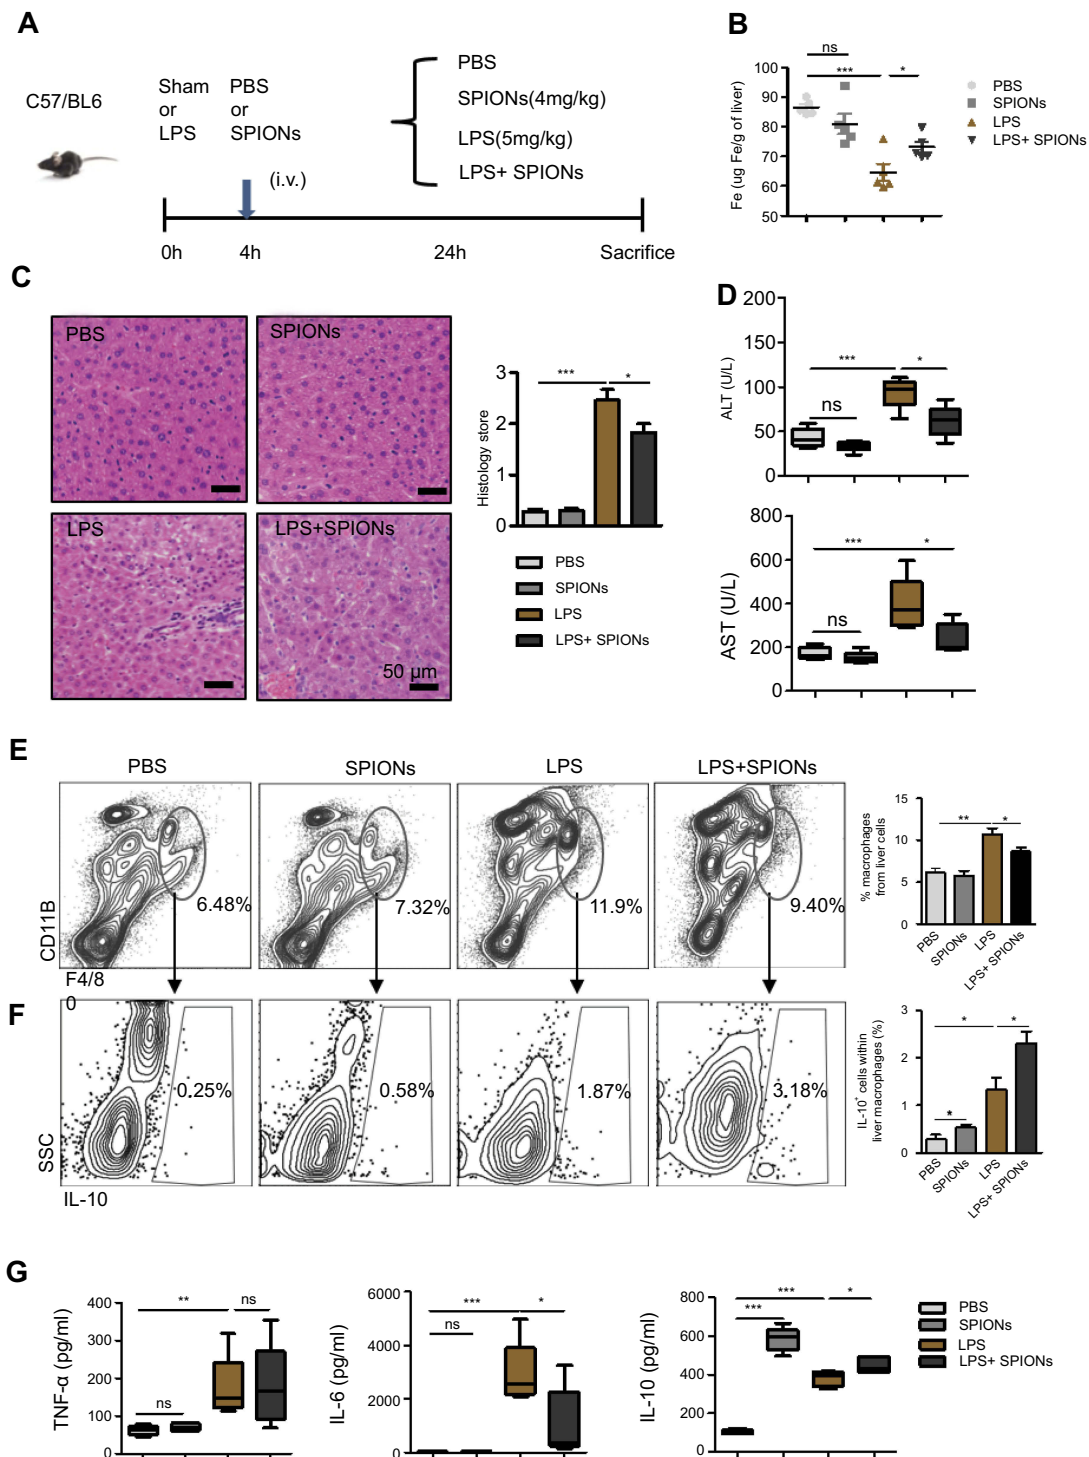 A
C57/BL6
Sham
or
LPS
PBS
or
SPIONs
(i.v.)
PBS
SPIONs(4mg/kg)
LPS(5mg/kg)
LPS+ SPIONs
0h
4h
24h
Sacrifice
B
ns
***
*
Fe (ug Fe/g of liver)
100
90
80
70
60
50
PBS
SPIONs
LPS
LPS+ SPIONs
C
PBS
SPIONs
LPS
LPS+SPIONs
50 µm
Histology store
3
2
1
0
***
*
PBS
SPIONs
LPS
LPS+ SPIONs
D
ALT (U/L)
200
150
100
50
0
***
*
ns
AST (U/L)
800
600
400
200
0
***
*
ns
E
PBS
SPIONs
LPS
LPS+SPIONs
CD11B
6.48%
7.32%
11.9%
9.40%
F4/8
0
% macrophages
from liver cells
15
10
5
0
**
*
PBS
SPIONs
LPS
LPS+ SPIONs
F
SSC
0.25%
0.58%
1.87%
3.18%
IL-10
IL-10+ cells within
liver macrophages (%)
3
2
1
0
*
*
*
PBS
SPIONs
LPS
LPS+ SPIONs
G
TNF-α (pg/ml)
400
300
200
100
0
**
ns
ns
IL-6 (pg/ml)
6000
4000
2000
0
***
*
ns
IL-10 (pg/ml)
800
600
400
200
0
***
***
*
PBS
SPIONs
LPS
LPS+ SPIONs